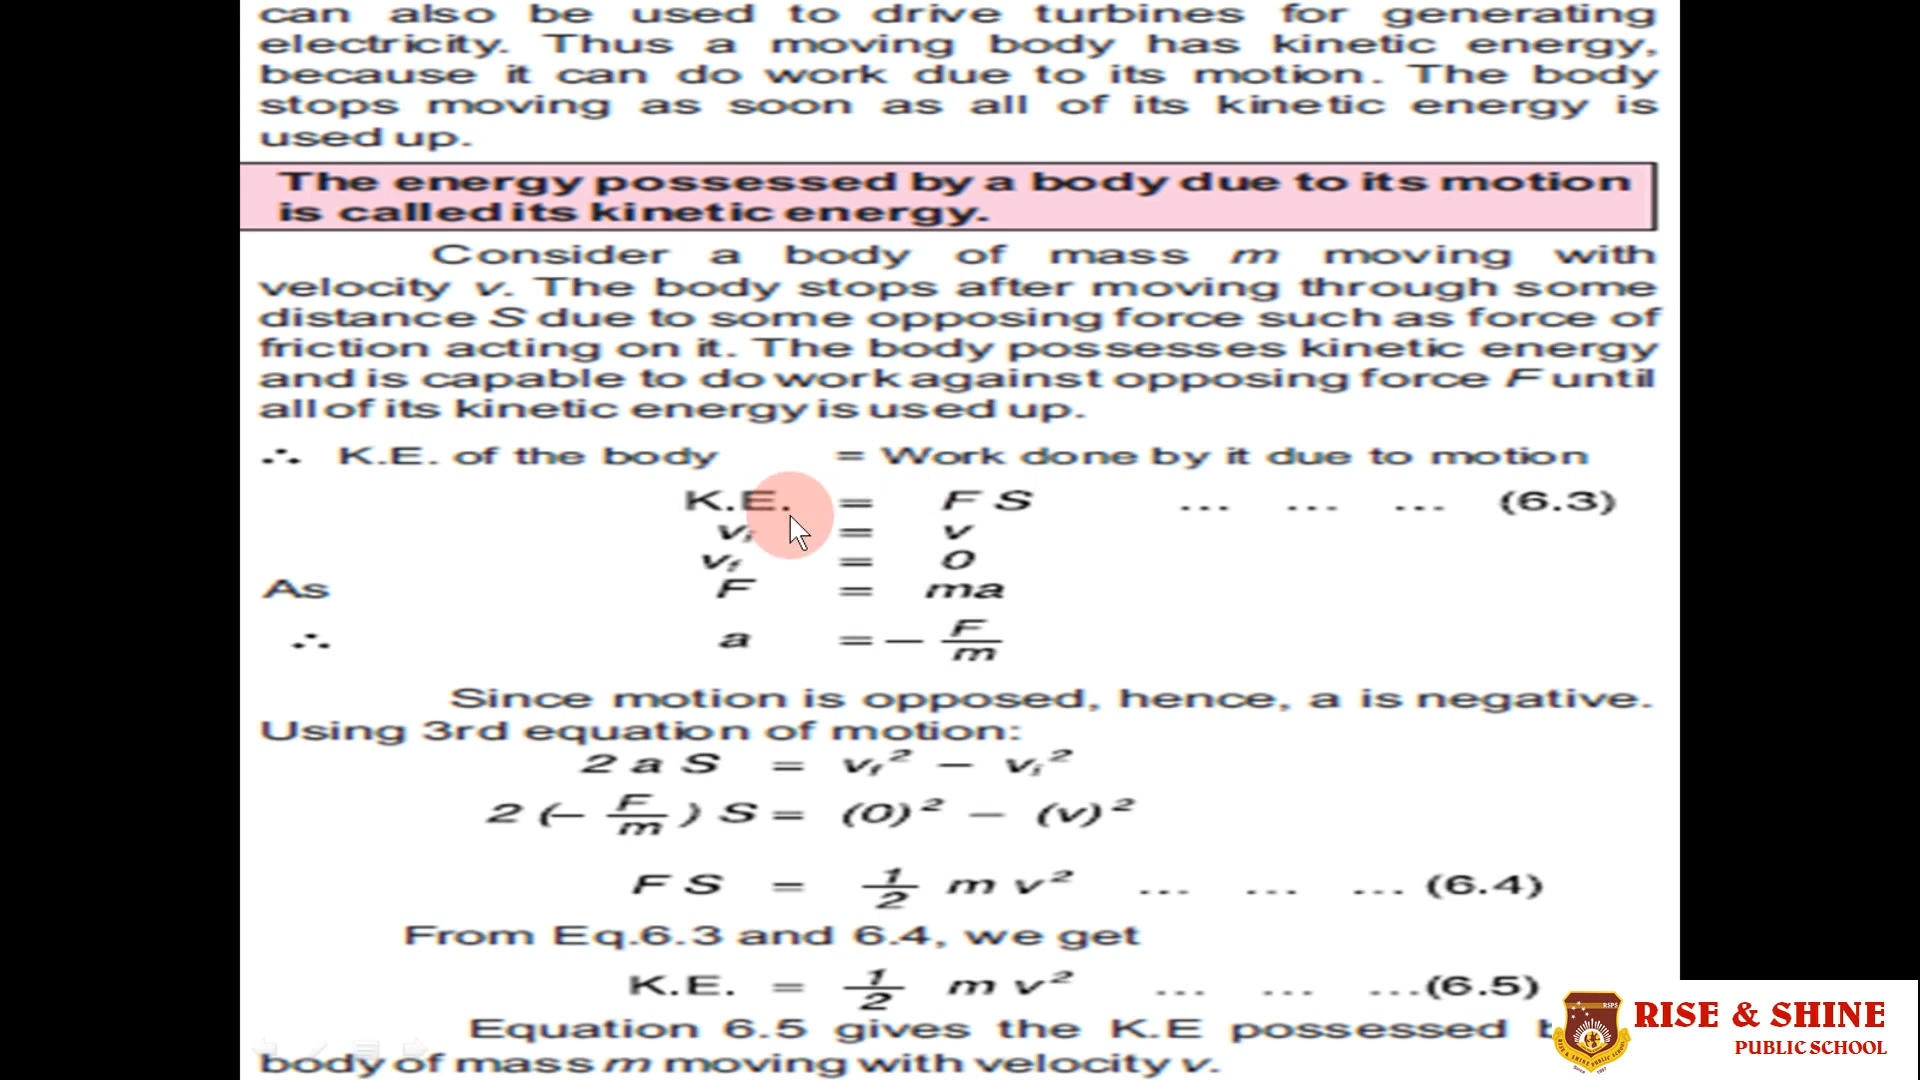 can also be used to drive turbines for generating
electricity. Thus a moving body has kinetic energy,
because it can do work due to its motion. The body
stops moving as soon as all of its kinetic energy is
used up.
The energy possessed by a body due to its motion
is called its kinetic energy.
Consider a body of mass m moving with
velocity v. The body stops after moving through some
distance S due to some opposing force such as force of
friction acting on it. The body possesses kinetic energy
and is capable to do work against opposing force F until
all of its kinetic energy is used up.
∴ K.E. of the body = Work done by it due to motion
K.E. = F S ... ... ... (6.3)
vᵢ = v
v_f = 0
As F = ma
∴ a = − F/m
Since motion is opposed, hence, a is negative.
Using 3rd equation of motion:
2 a S = v_f² − vᵢ²
2 (− F/m ) S = (0)² − (v)²
F S = 1/2 m v² ... ... ... (6.4)
From Eq.6.3 and 6.4, we get
K.E. = 1/2 m v² ... ... ...(6.5)
Equation 6.5 gives the K.E possessed
body of mass m moving with velocity v.
RSPS
RISE & SHINE
PUBLIC SCHOOL